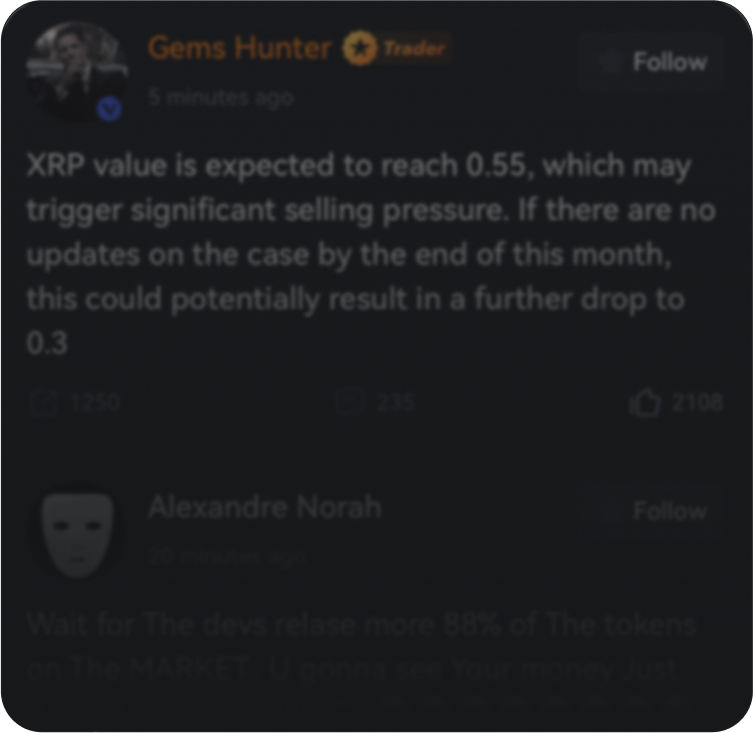 Gems Hunter Trader
Follow
5 minutes ago
XRP value is expected to reach 0.55, which may
trigger significant selling pressure. If there are no
updates on the case by the end of this month,
this could potentially result in a further drop to
0.3
1250 235 2108
Alexandre Norah
Follow
minutes ago
Wait for The devs relase more 88% of The tokens
on The MARKET. U gonna see Your money Just